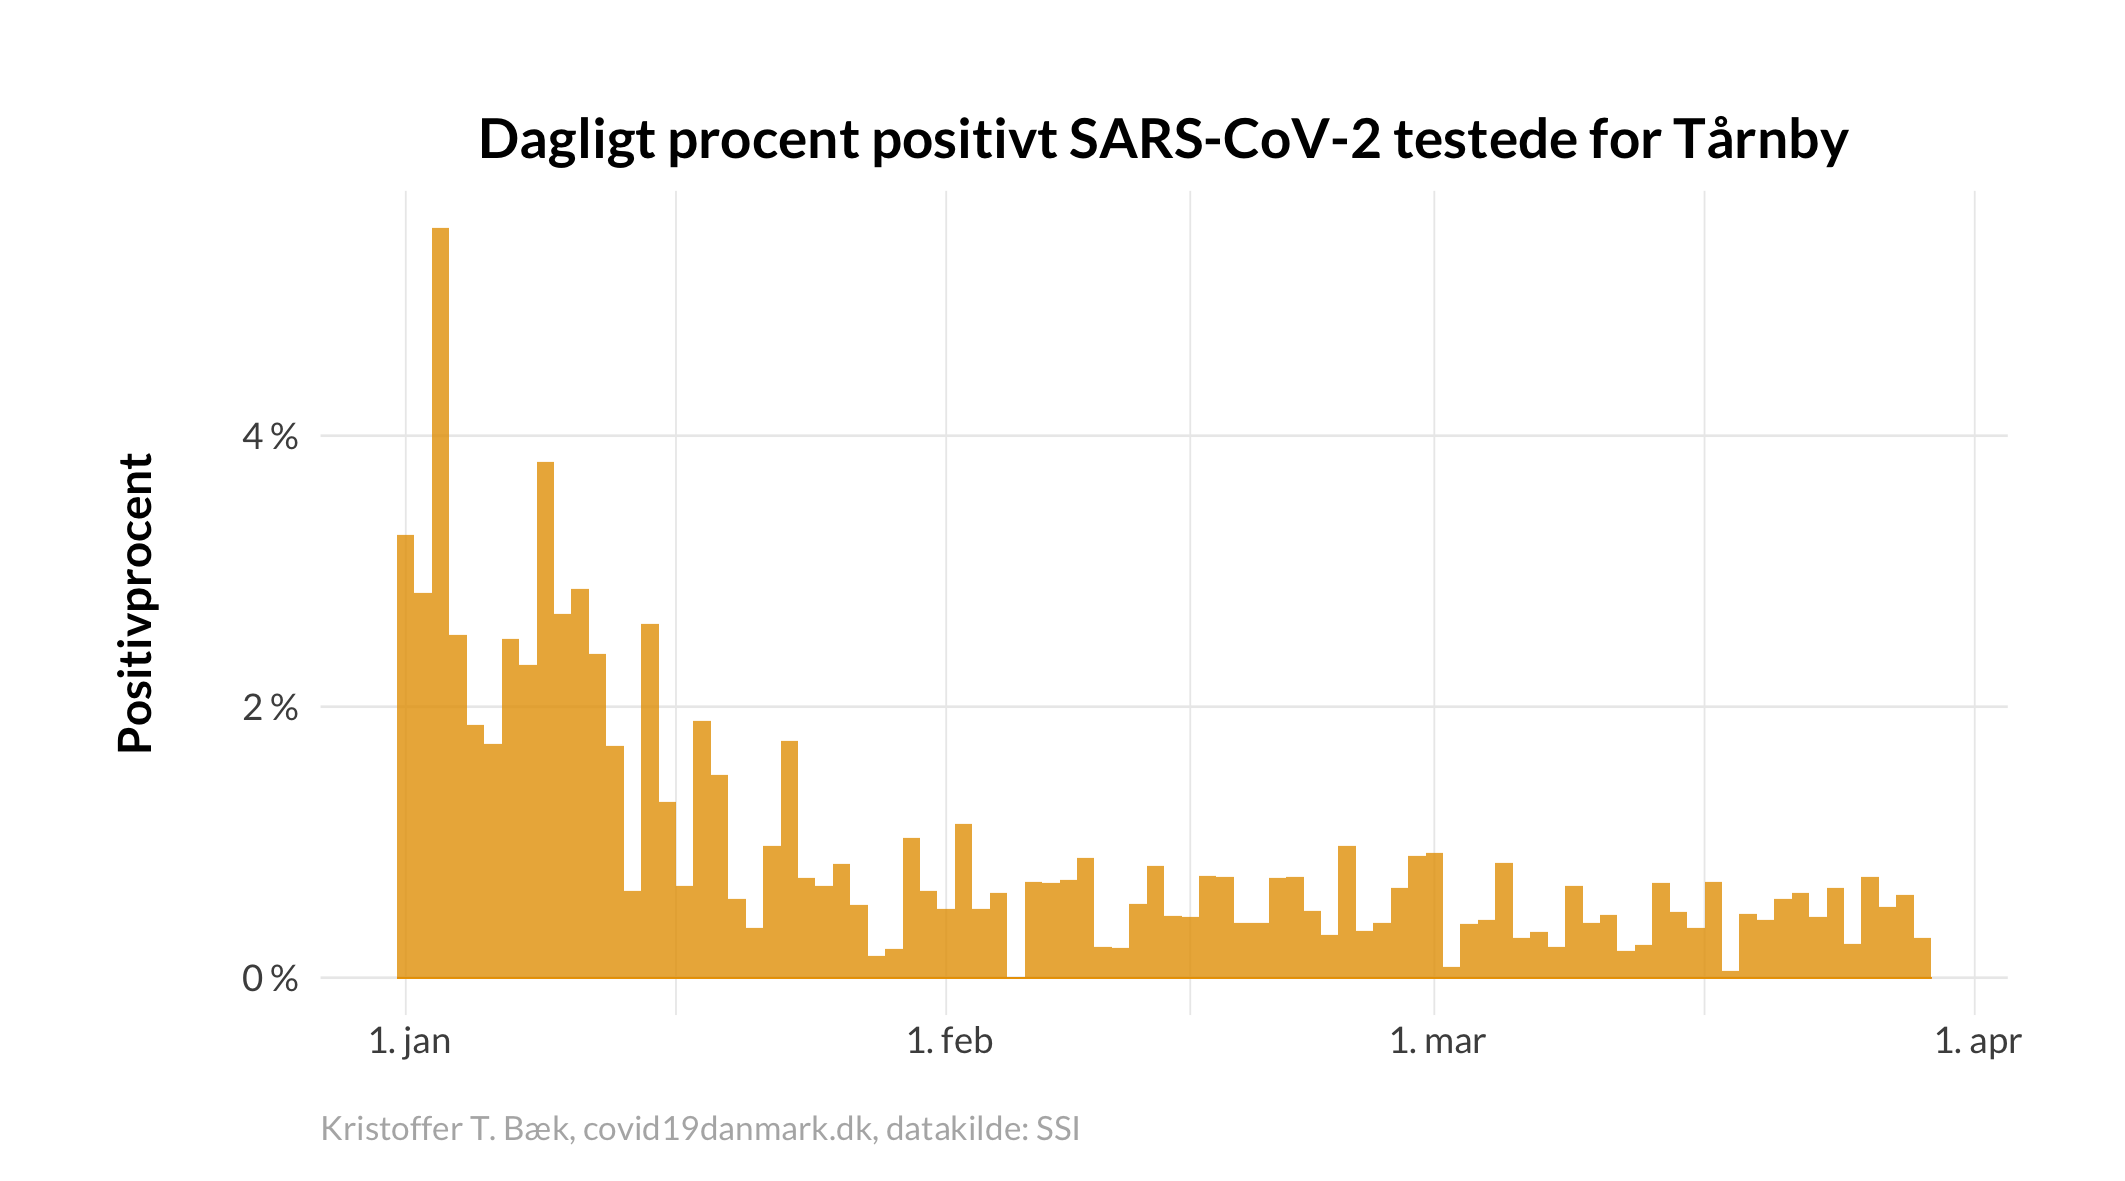 Dagligt procent positivt SARS-CoV-2 testede for Tårnby
Positivprocent
4 %
2 %
0 %
1. jan
1. feb
1. mar
1. apr
Kristoffer T. Bæk, covid19danmark.dk, datakilde: SSI